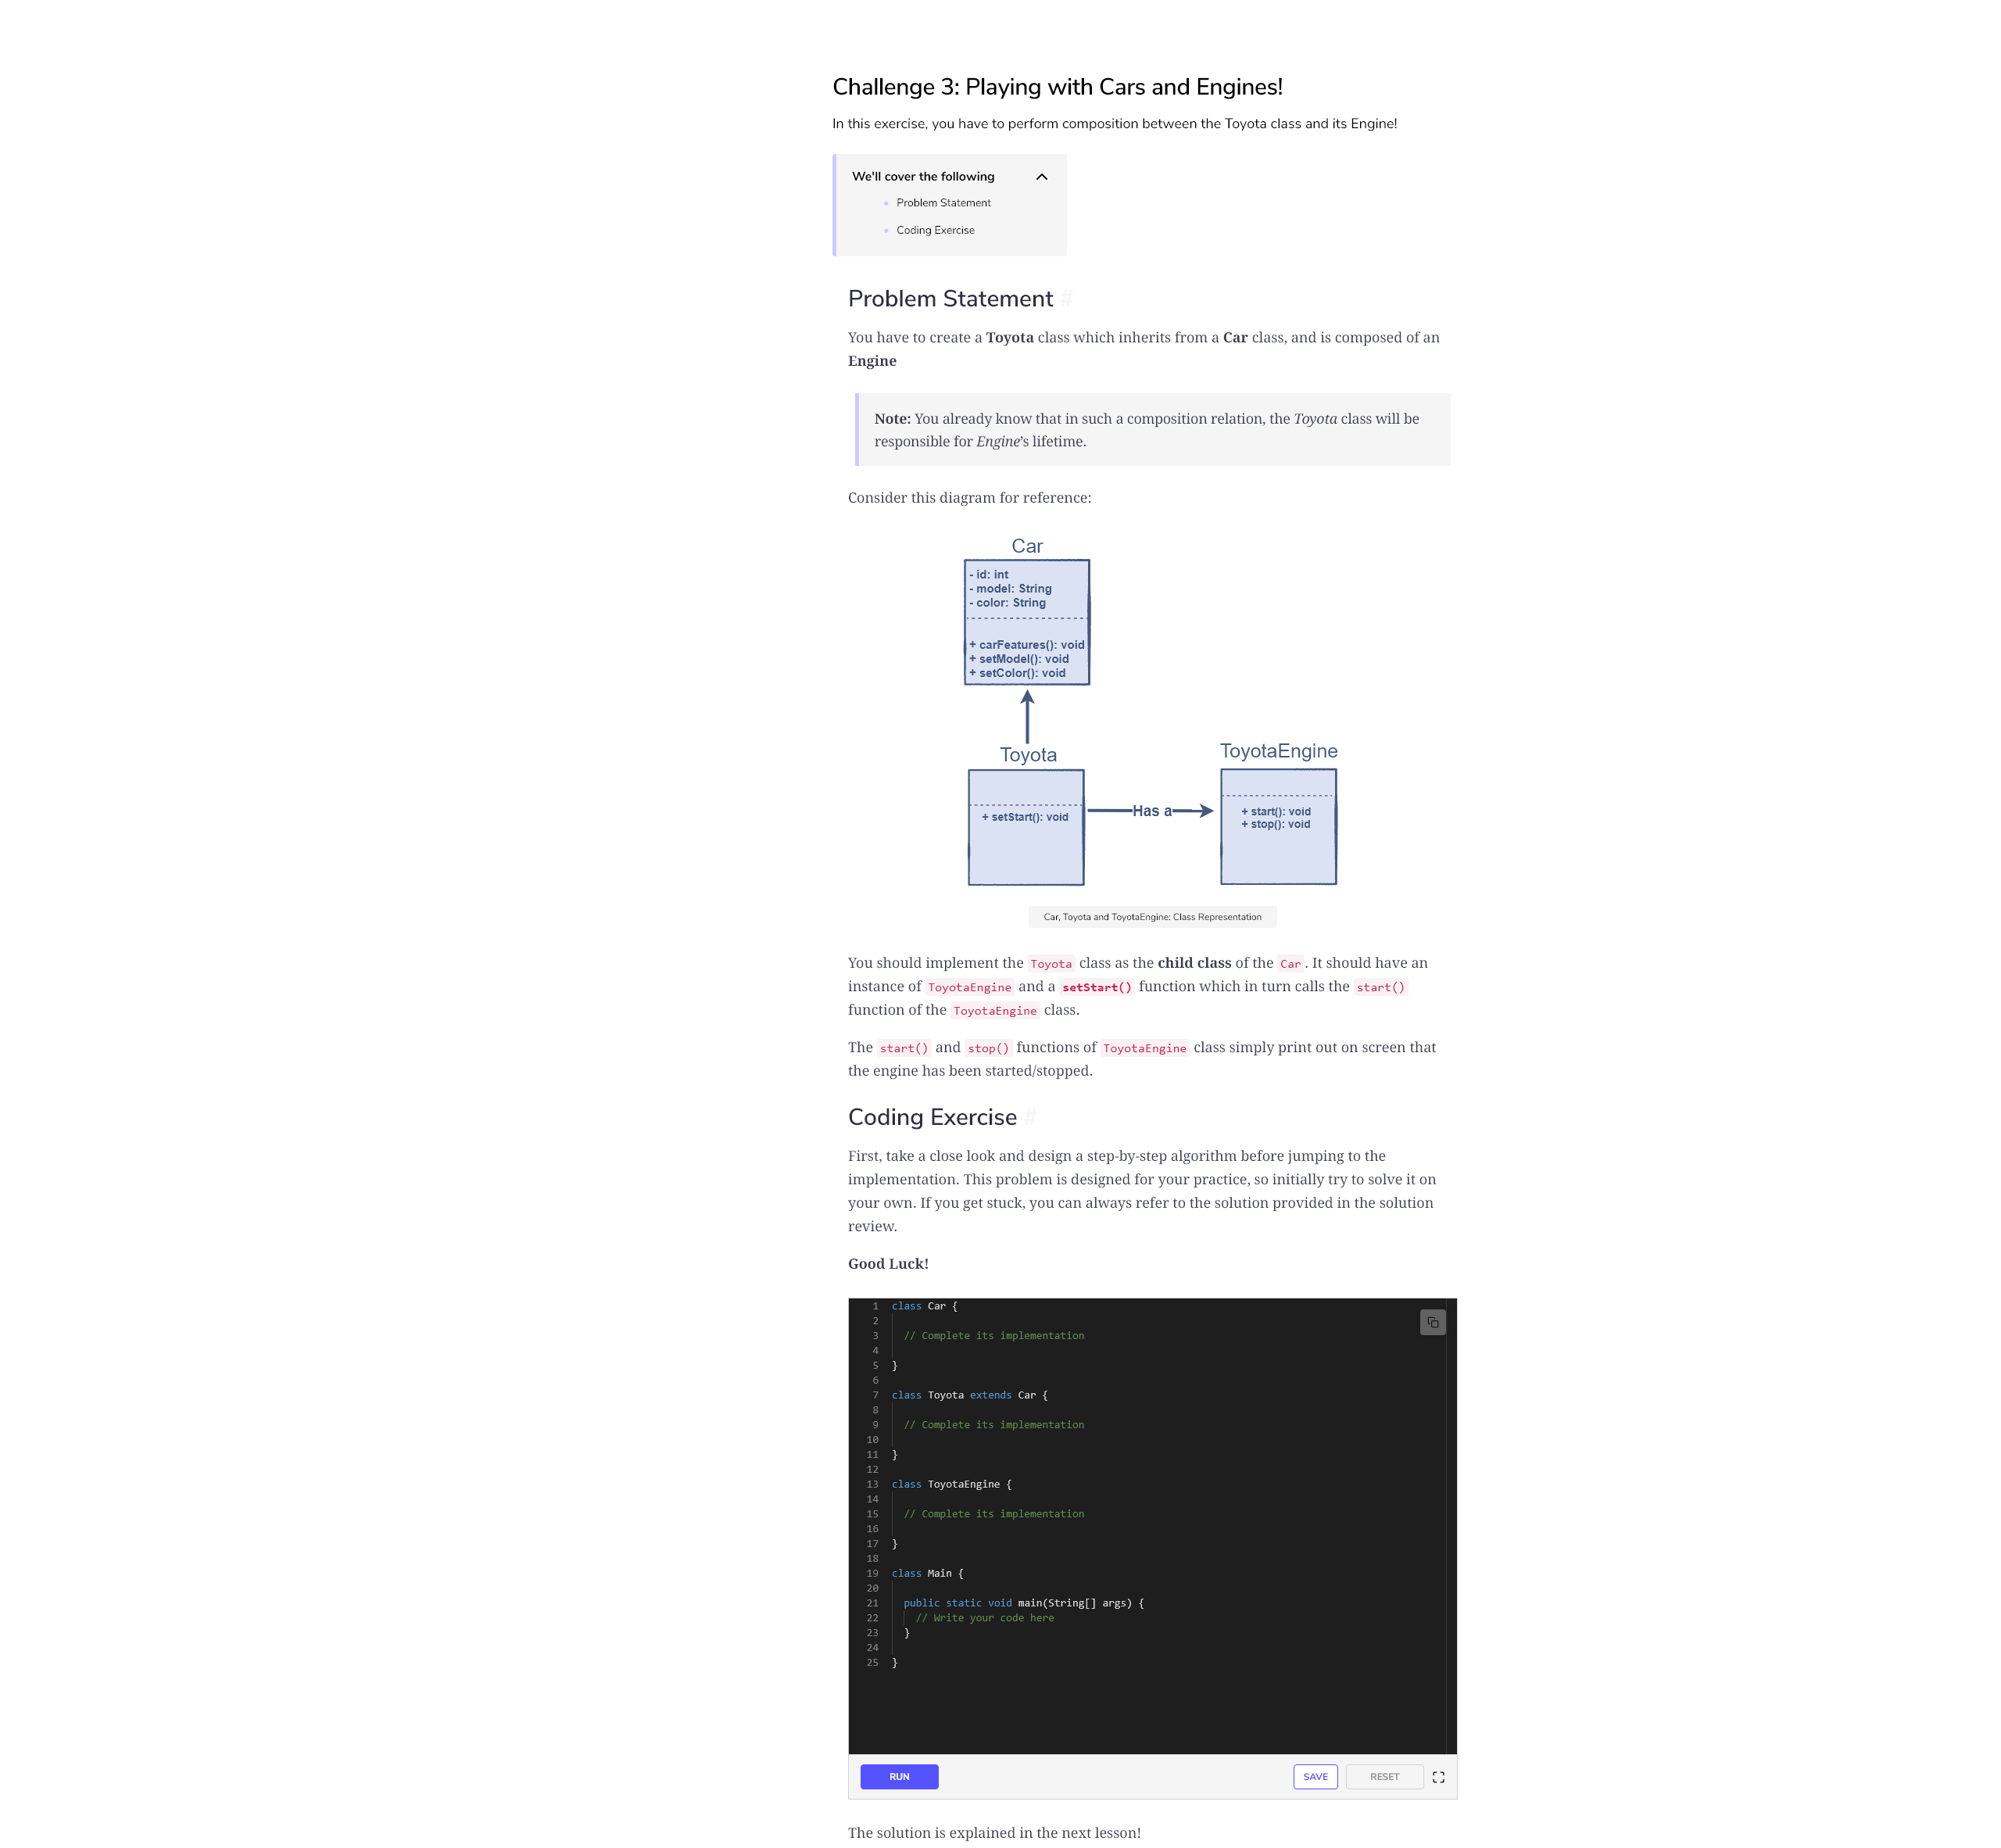 Challenge 3: Playing with Cars and Engines!
In this exercise, you have to perform composition between the Toyota class and its Engine!
We'll cover the following
Problem Statement
Coding Exercise
Problem Statement #
You have to create a Toyota class which inherits from a Car class, and is composed of an
Engine
Note: You already know that in such a composition relation, the Toyota class will be
responsible for Engine's lifetime.
Consider this diagram for reference:
Car
- id: int
- model: String
- color: String
+ carFeatures(): void
+ setModel(): void
+ setColor(): void
Toyota
+ setStart(): void
Has a
ToyotaEngine
+ start(): void
+ stop(): void
Car, Toyota and ToyotaEngine: Class Representation
You should implement the Toyota class as the child class of the Car. It should have an
instance of ToyotaEngine and a setStart() function which in turn calls the start()
function of the ToyotaEngine class.
The start() and stop() functions of ToyotaEngine class simply print out on screen that
the engine has been started/stopped.
Coding Exercise #
First, take a close look and design a step-by-step algorithm before jumping to the
implementation. This problem is designed for your practice, so initially try to solve it on
your own. If you get stuck, you can always refer to the solution provided in the solution
review.
Good Luck!
1 class Car {
2
3 // Complete its implementation
4
5 }
6
7 class Toyota extends Car {
8
9 // Complete its implementation
10
11 }
12
13 class ToyotaEngine {
14
15 // Complete its implementation
16
17 }
18
19 class Main {
20
21 public static void main(String[] args) {
22 // Write your code here
23 }
24
25 }
RUN
SAVE
RESET
The solution is explained in the next lesson!